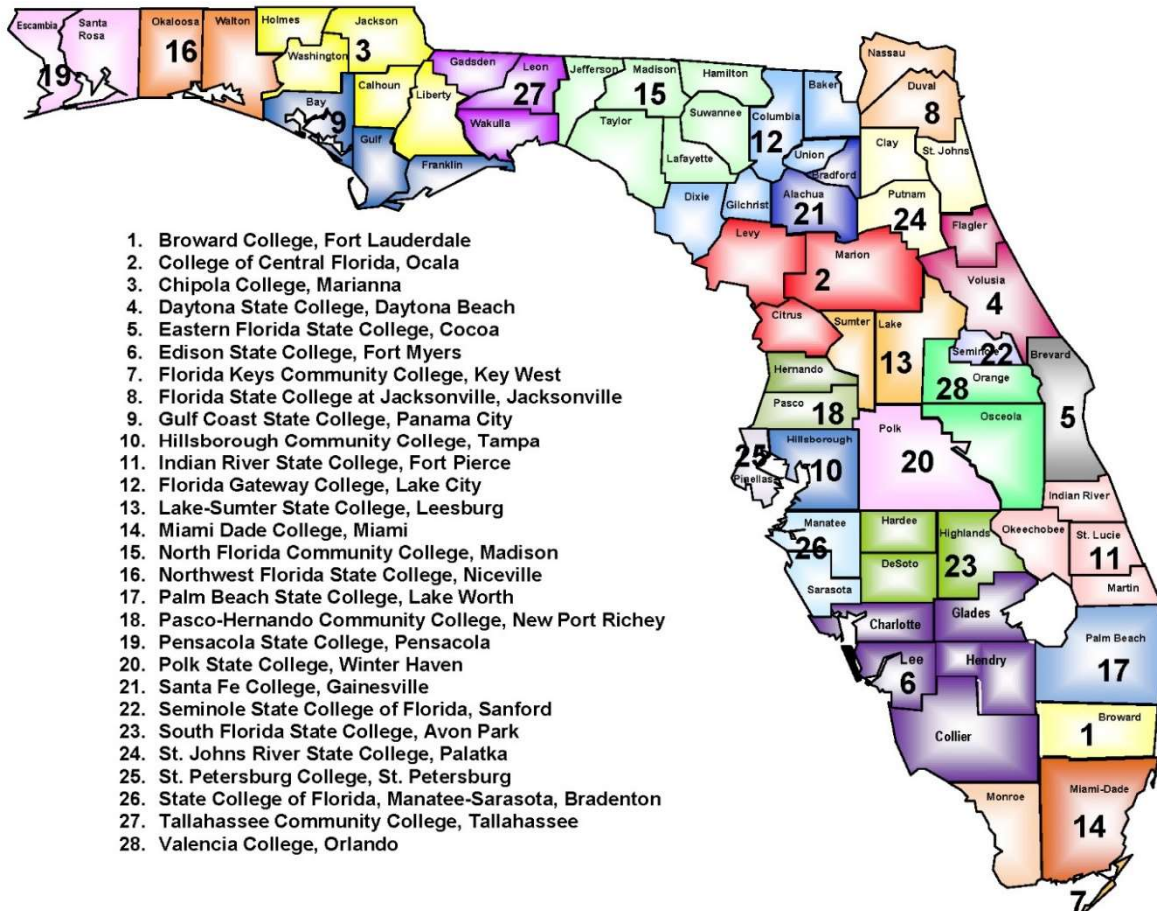 Escambia
Santa
Rosa
19
Okaloosa
16
Walton
Holmes
Washington
Jackson
3
Calhoun
Liberty
Bay
9
Gulf
Franklin
Gadsden
Leon
27
Wakulla
Jefferson
Madison
15
Hamilton
Taylor
Suwannee
Lafayette
Columbia
12
Baker
Union
Bradford
Nassau
Duval
8
Clay
St. Johns
Putnam
24
Dixie
Gilchrist
Alachua
21
Levy
Marion
2
Citrus
Flagler
Volusia
4
Sumter
Lake
13
Seminole
22
Orange
28
Osceola
Brevard
5
Hernando
Pasco
18
Pinellas
25
Hillsborough
10
Polk
20
Indian River
Okeechobee
St. Lucie
11
Martin
Manatee
26
Sarasota
Hardee
DeSoto
Highlands
23
Charlotte
Glades
Lee
6
Hendry
Collier
Palm Beach
17
Broward
1
Monroe
Miami-Dade
14
7
1. Broward College, Fort Lauderdale
2. College of Central Florida, Ocala
3. Chipola College, Marianna
4. Daytona State College, Daytona Beach
5. Eastern Florida State College, Cocoa
6. Edison State College, Fort Myers
7. Florida Keys Community College, Key West
8. Florida State College at Jacksonville, Jacksonville
9. Gulf Coast State College, Panama City
10. Hillsborough Community College, Tampa
11. Indian River State College, Fort Pierce
12. Florida Gateway College, Lake City
13. Lake-Sumter State College, Leesburg
14. Miami Dade College, Miami
15. North Florida Community College, Madison
16. Northwest Florida State College, Niceville
17. Palm Beach State College, Lake Worth
18. Pasco-Hernando Community College, New Port Richey
19. Pensacola State College, Pensacola
20. Polk State College, Winter Haven
21. Santa Fe College, Gainesville
22. Seminole State College of Florida, Sanford
23. South Florida State College, Avon Park
24. St. Johns River State College, Palatka
25. St. Petersburg College, St. Petersburg
26. State College of Florida, Manatee-Sarasota, Bradenton
27. Tallahassee Community College, Tallahassee
28. Valencia College, Orlando